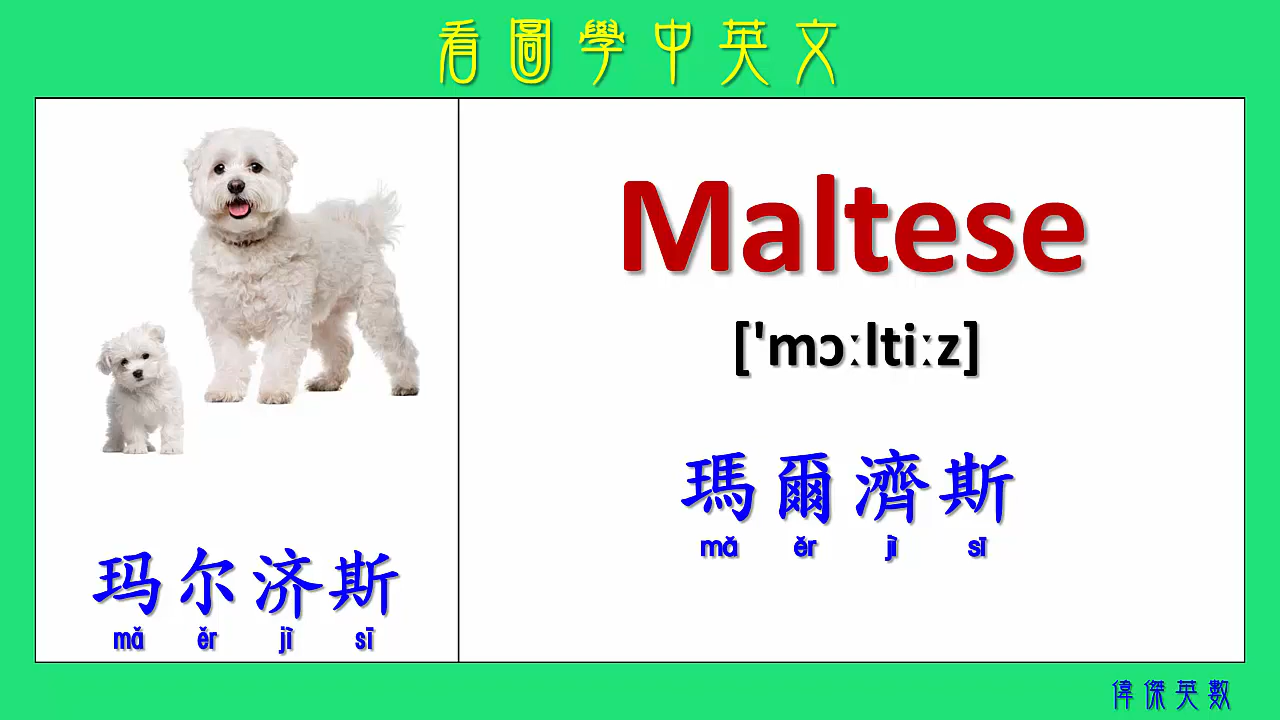 看圖學中英文
Maltese
['mɔːltiːz]
瑪爾濟斯
mǎ ěr jì sī
玛尔济斯
mǎ ěr jì sī
偉傑英數